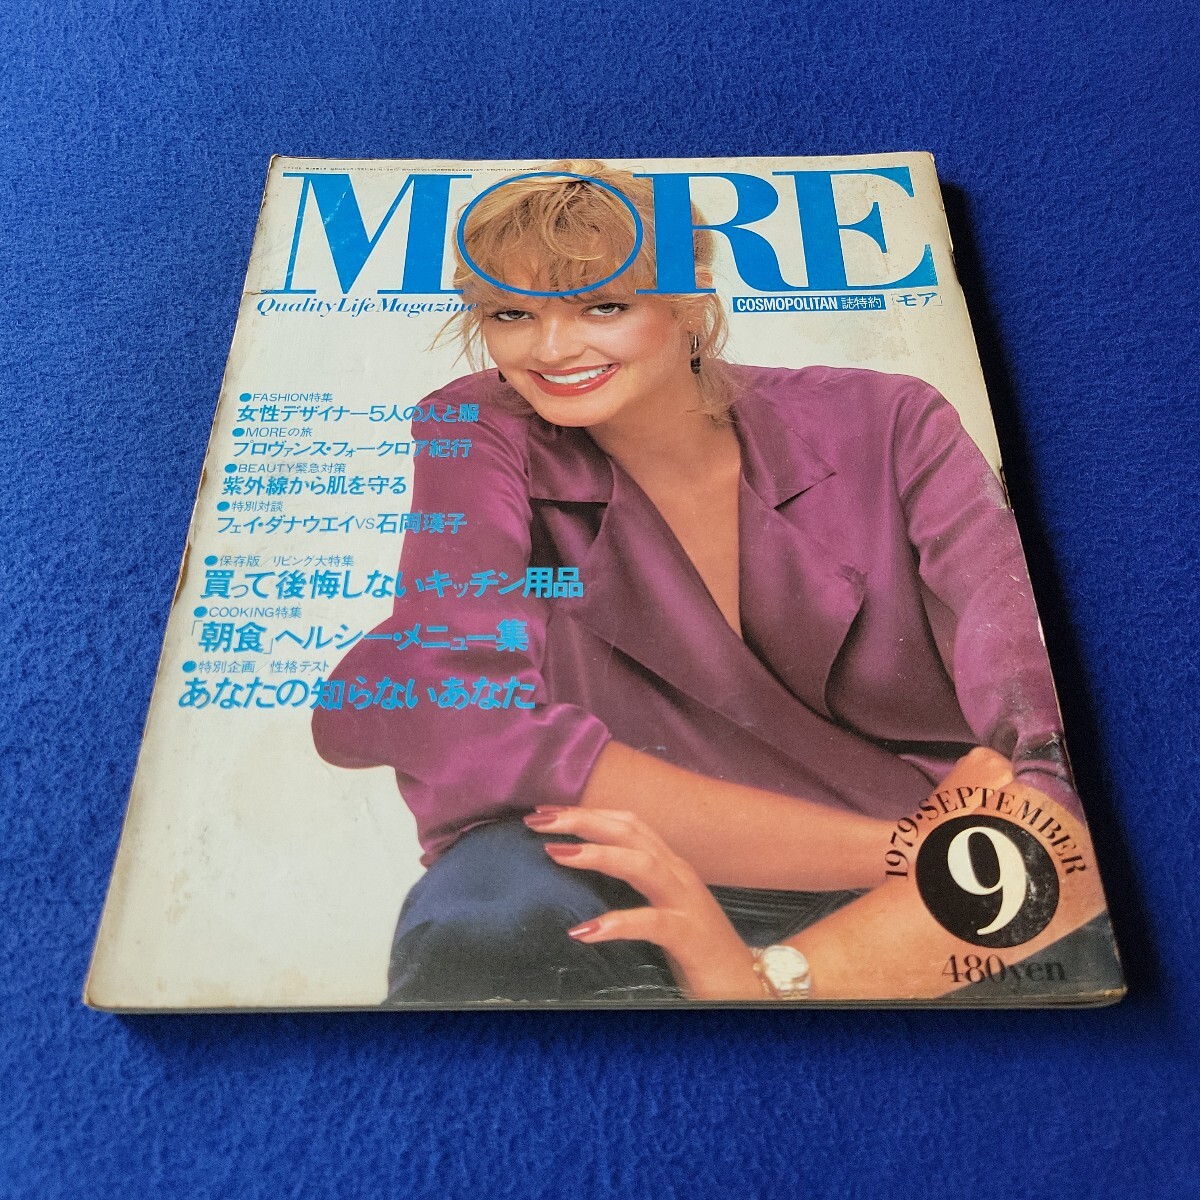 MORE
Quality Life Magazine
COSMOPOLITAN 誌特約 「モア」
●FASHION特集
女性デザイナー5人の人と服
●MOREの旅
プロヴァンス・フォークロア紀行
●BEAUTY緊急対策
紫外線から肌を守る
●特別対談
フェイ・ダナウエイVS石岡瑛子
●保存版／リビング大特集
買って後悔しないキッチン用品
●COOKING特集
「朝食」ヘルシー・メニュー集
●特別企画／性格テスト
あなたの知らないあなた
1979・SEPTEMBER
9
480yen